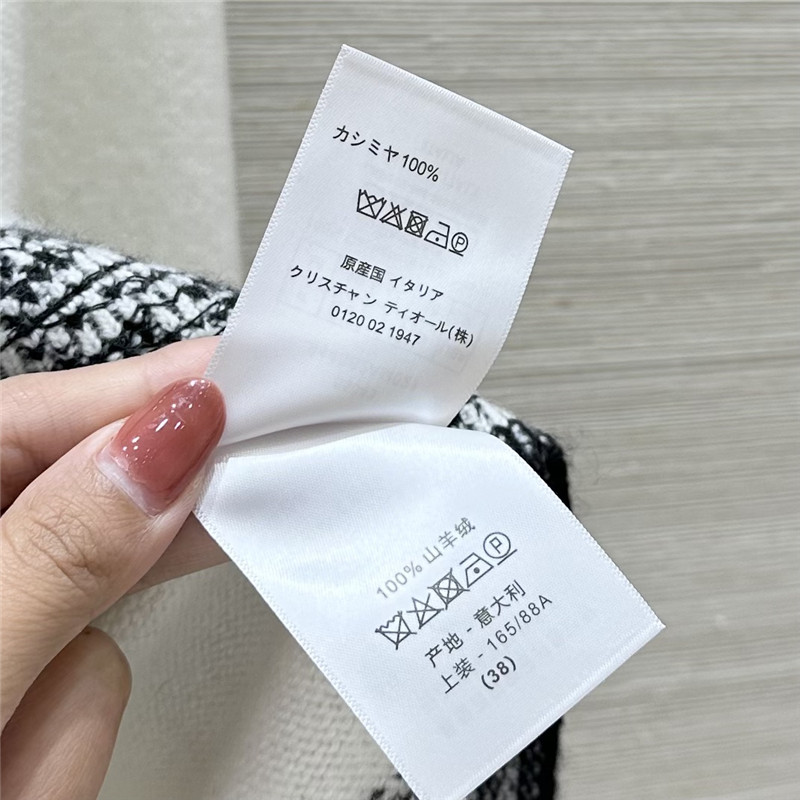 カシミヤ100%
原産国 イタリア
クリスチャン ディオール(株)
0120 02 1947
100% 山羊绒
产地 - 意大利
上装 - 165/88A
(38)